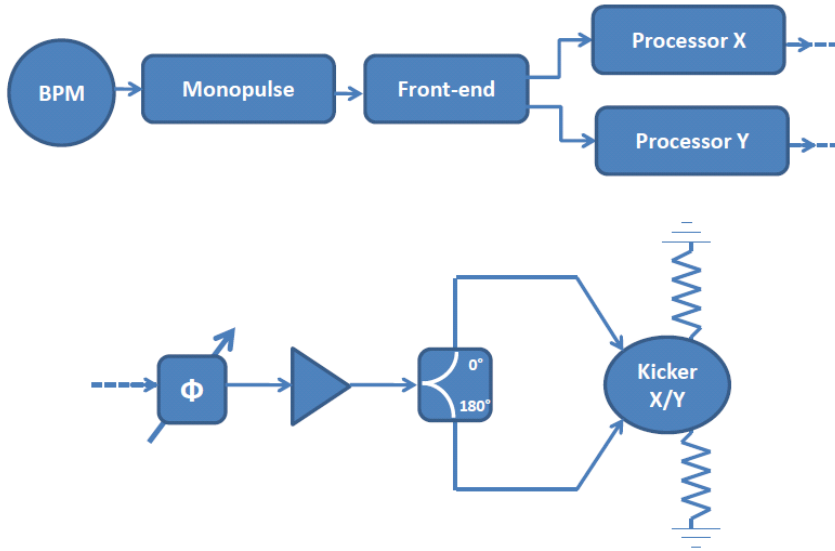 BPM
Monopulse
Front-end
Processor X
Processor Y
Φ
0°
180°
Kicker
X/Y